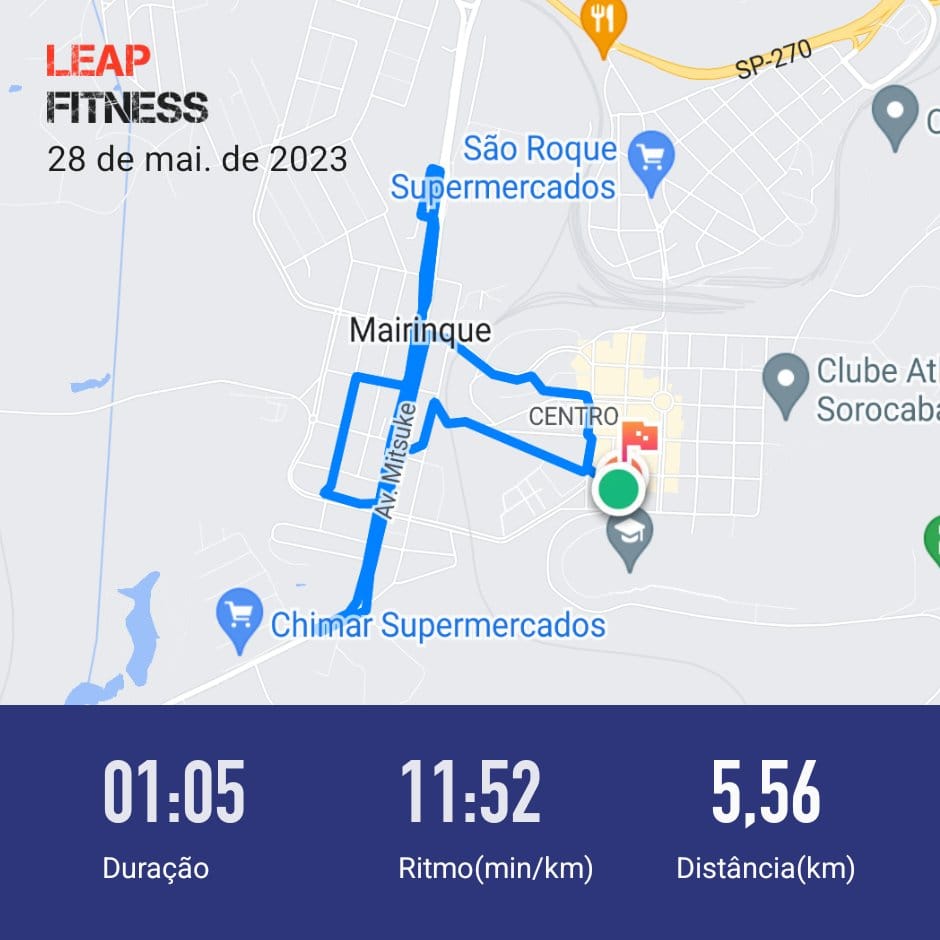 LEAP
FITNESS
28 de mai. de 2023
SP-270
São Roque
Supermercados
Mairinque
Clube Atl
Sorocaba
CENTRO
Av. Mitsuke
Chimar Supermercados
01:05
11:52
5,56
Duração
Ritmo(min/km)
Distância(km)